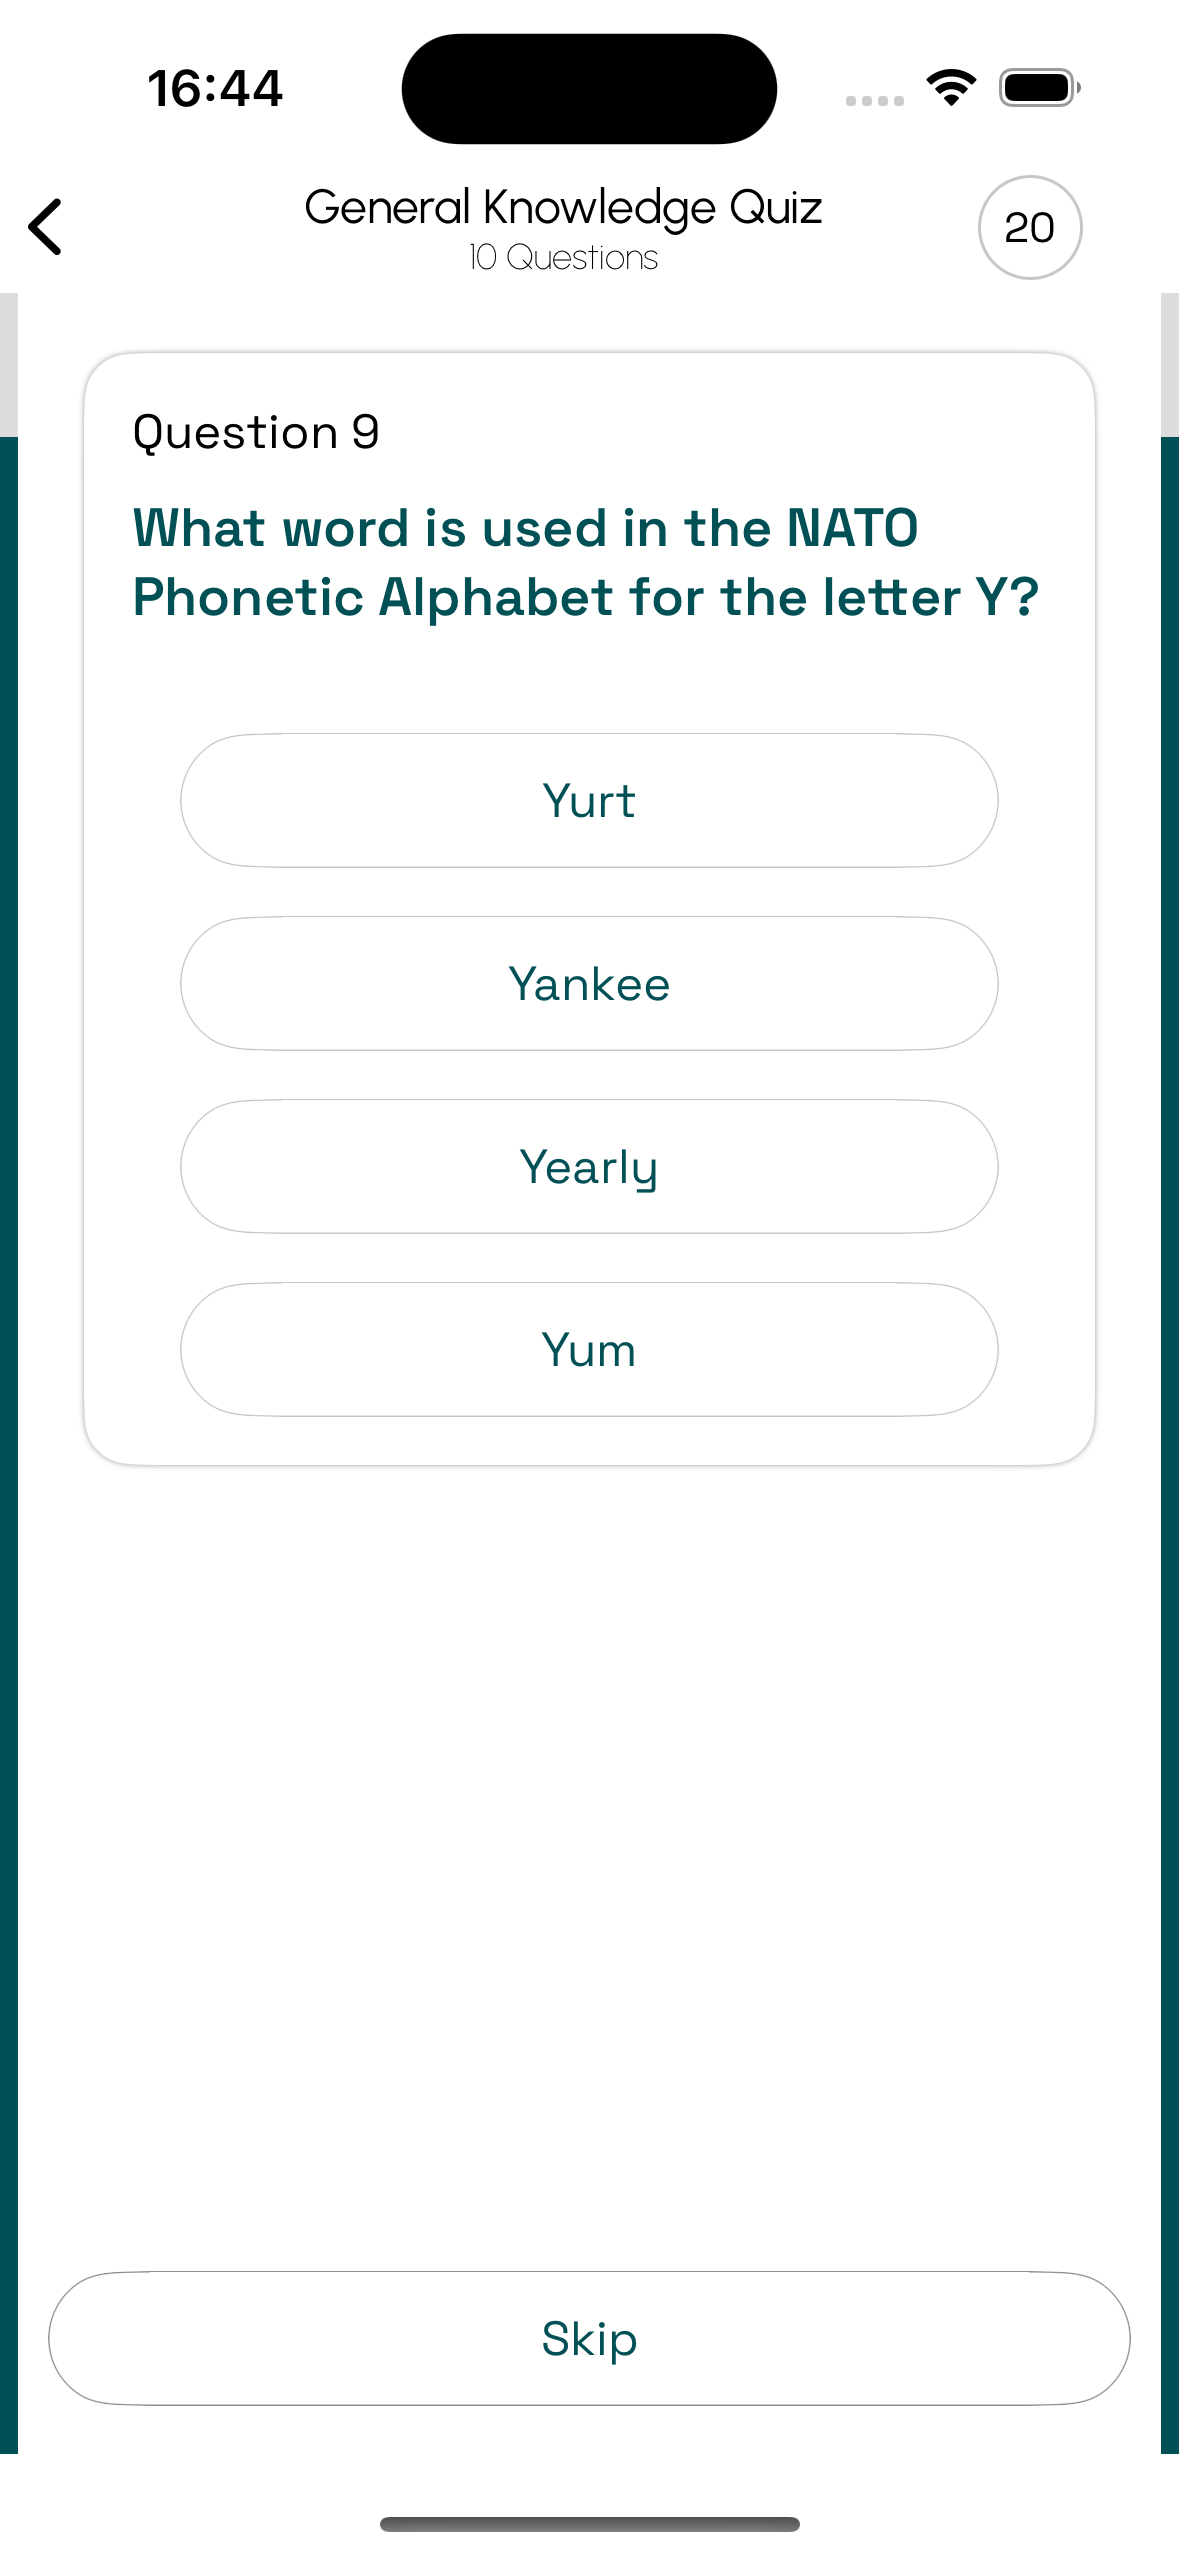 16:44
General Knowledge Quiz
10 Questions
20
Question 9
What word is used in the NATO
Phonetic Alphabet for the letter Y?
Yurt
Yankee
Yearly
Yum
Skip